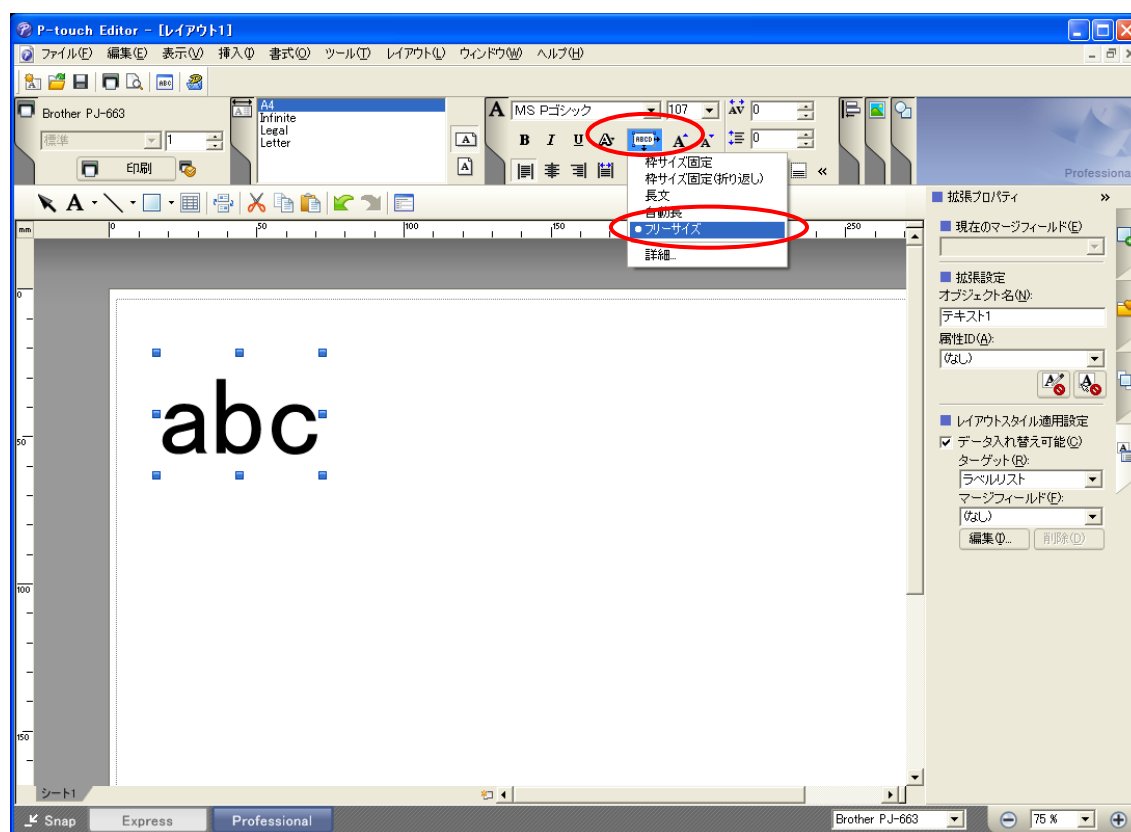 P-touch Editor - [レイアウト1]
ファイル(F) 編集(E) 表示(V) 挿入(I) 書式(O) ツール(T) レイアウト(L) ウィンドウ(W) ヘルプ(H)
ABC
Brother PJ-663
標準
1
印刷
A4
Infinite
Legal
Letter
A
A
A MS Pゴシック 107 AV 0
B I U A ABCD A A 0
枠サイズ固定
枠サイズ固定(折り返し)
長文
自動長
フリーサイズ
詳細...
«
Professiona
A
mm
0 50 100 150 250
0
50
100
150
abc
拡張プロパティ »
現在のマージフィールド(E)
拡張設定
オブジェクト名(N):
テキスト1
属性ID(A):
(なし)
レイアウトスタイル適用設定
データ入れ替え可能(C)
ターゲット(R):
ラベルリスト
マージフィールド(F):
(なし)
編集(I)... 削除(D)
シート1
Snap Express Professional Brother PJ-663 75 %